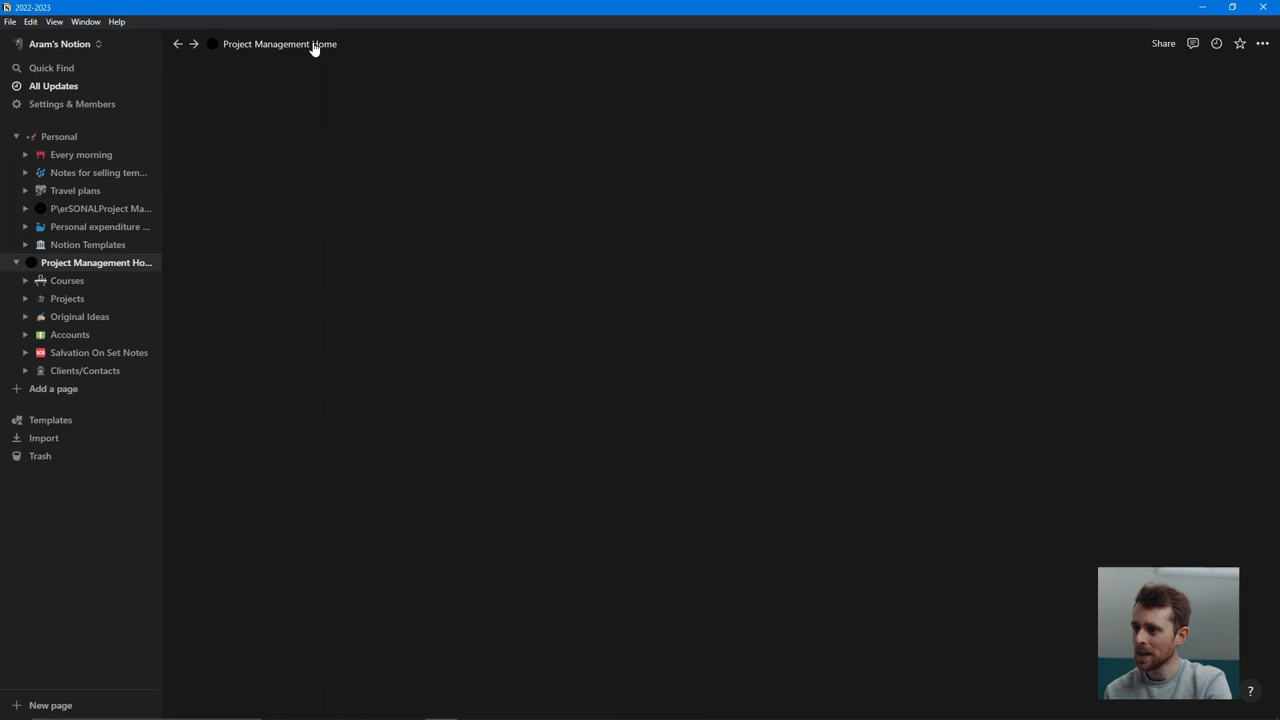 2022-2023
File Edit View Window Help
Aram's Notion
Project Management Home
Share
Quick Find
All Updates
Settings & Members
Personal
Every morning
Notes for selling tem...
Travel plans
P\erSONALProject Ma...
Personal expenditure ...
Notion Templates
Project Management Ho...
Courses
Projects
Original Ideas
Accounts
Salvation On Set Notes
Clients/Contacts
Add a page
Templates
Import
Trash
New page
?